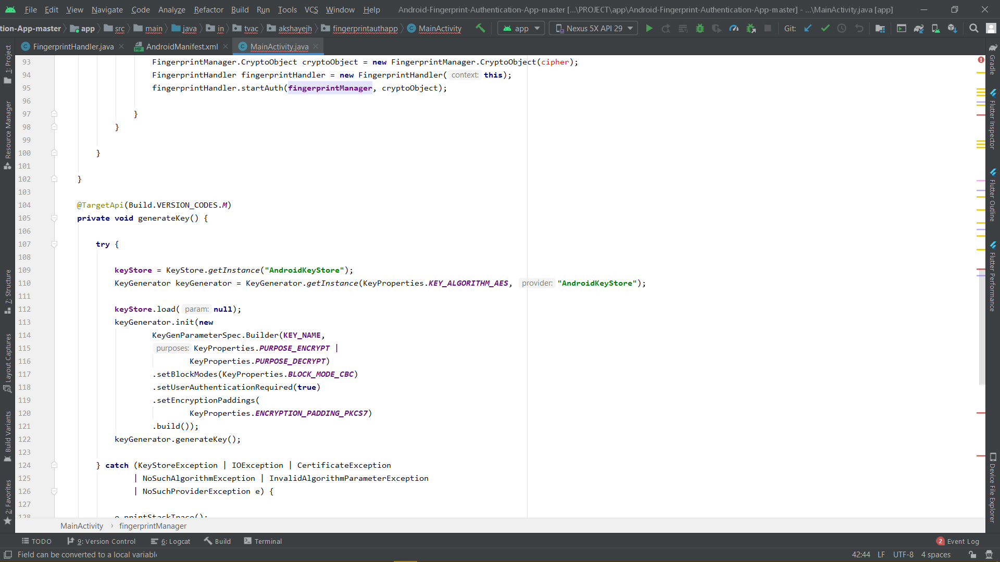 File Edit View Navigate Code Analyze Refactor Build Run Tools VCS Window Help Android-Fingerprint-Authentication-App-master [...\PROJECT\app\Android-Fingerprint-Authentication-App-master] - ...\MainActivity.java [app]
tion-App-master app src main java in tvac akshayejh fingerprintauthapp MainActivity app Nexus 5X API 29 Git:
FingerprintHandler.java AndroidManifest.xml MainActivity.java
93 FingerprintManager.CryptoObject cryptoObject = new FingerprintManager.CryptoObject(cipher);
94 FingerprintHandler fingerprintHandler = new FingerprintHandler( context: this);
95 fingerprintHandler.startAuth(fingerprintManager, cryptoObject);
96
97 }
98 }
99
100 }
101
102 }
103
104 @TargetApi(Build.VERSION_CODES.M)
105 private void generateKey() {
106
107 try {
108
109 keyStore = KeyStore.getInstance("AndroidKeyStore");
110 KeyGenerator keyGenerator = KeyGenerator.getInstance(KeyProperties.KEY_ALGORITHM_AES, provider: "AndroidKeyStore");
111
112 keyStore.load( param: null);
113 keyGenerator.init(new
114 KeyGenParameterSpec.Builder(KEY_NAME,
115 purposes: KeyProperties.PURPOSE_ENCRYPT |
116 KeyProperties.PURPOSE_DECRYPT)
117 .setBlockModes(KeyProperties.BLOCK_MODE_CBC)
118 .setUserAuthenticationRequired(true)
119 .setEncryptionPaddings(
120 KeyProperties.ENCRYPTION_PADDING_PKCS7)
121 .build());
122 keyGenerator.generateKey();
123
124 } catch (KeyStoreException | IOException | CertificateException
125 | NoSuchAlgorithmException | InvalidAlgorithmParameterException
126 | NoSuchProviderException e) {
127
128 e.printStackTrace();
MainActivity › fingerprintManager
1: Project
Resource Manager
7: Structure
Layout Captures
Build Variants
2: Favorites
Gradle
Flutter Inspector
Flutter Outline
Flutter Performance
Device File Explorer
TODO 9: Version Control 6: Logcat Build Terminal 2 Event Log
Field can be converted to a local variabl 42:44 LF UTF-8 4 spaces